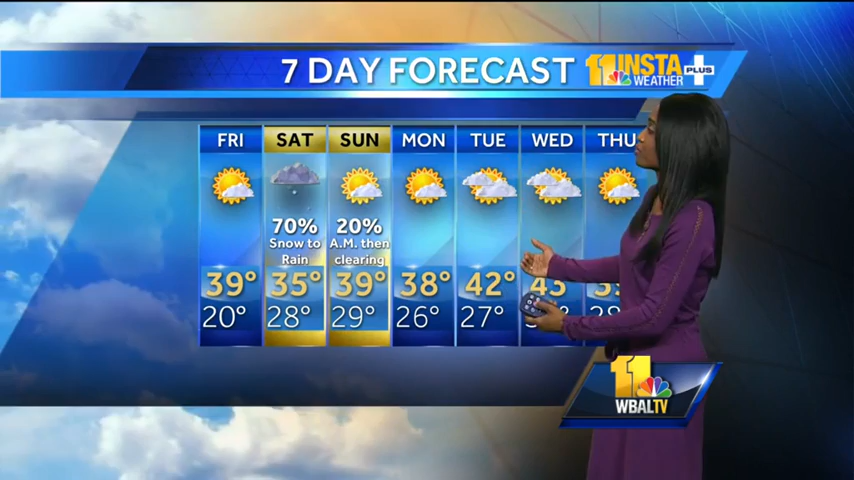 7 DAY FORECAST
11 INSTA
WEATHER PLUS
FRI SAT SUN MON TUE WED THU
70% 20%
Snow to A.M. then
Rain clearing
39° 35° 39° 38° 42° 43°
20° 28° 29° 26° 27°
11
WBALTV